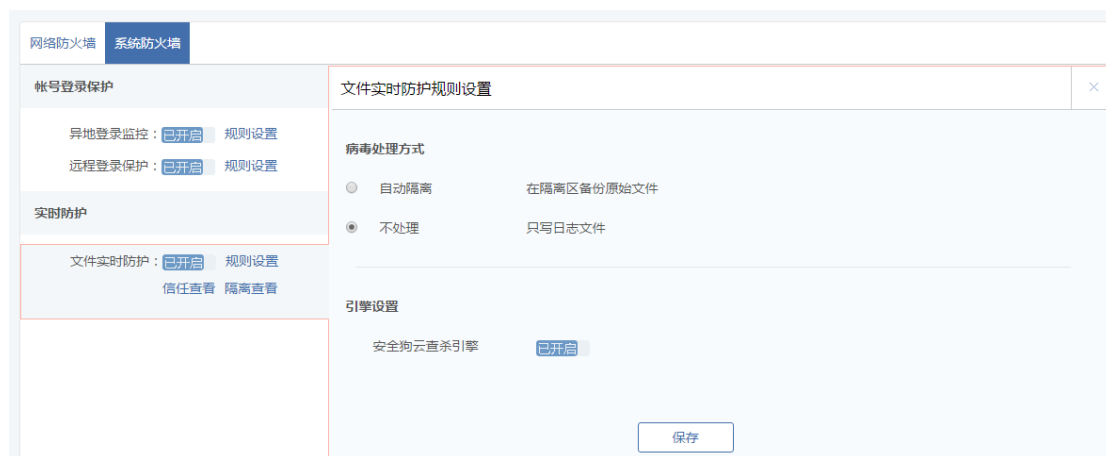 网络防火墙 系统防火墙
帐号登录保护
异地登录监控：已开启 规则设置
远程登录保护：已开启 规则设置
实时防护
文件实时防护：已开启 规则设置
信任查看 隔离查看
文件实时防护规则设置 ×
病毒处理方式
自动隔离 在隔离区备份原始文件
不处理 只写日志文件
引擎设置
安全狗云查杀引擎 已开启
保存